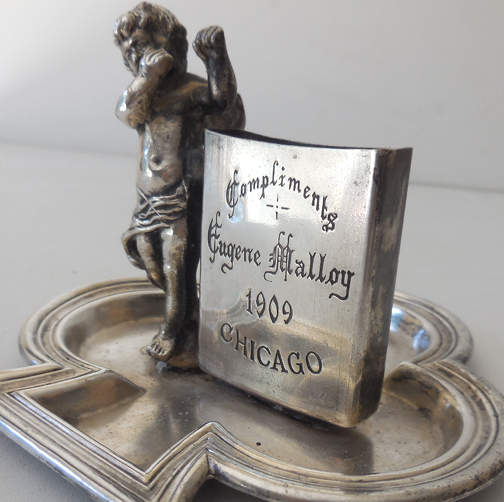 Compliments
Eugene Malloy
1909
CHICAGO